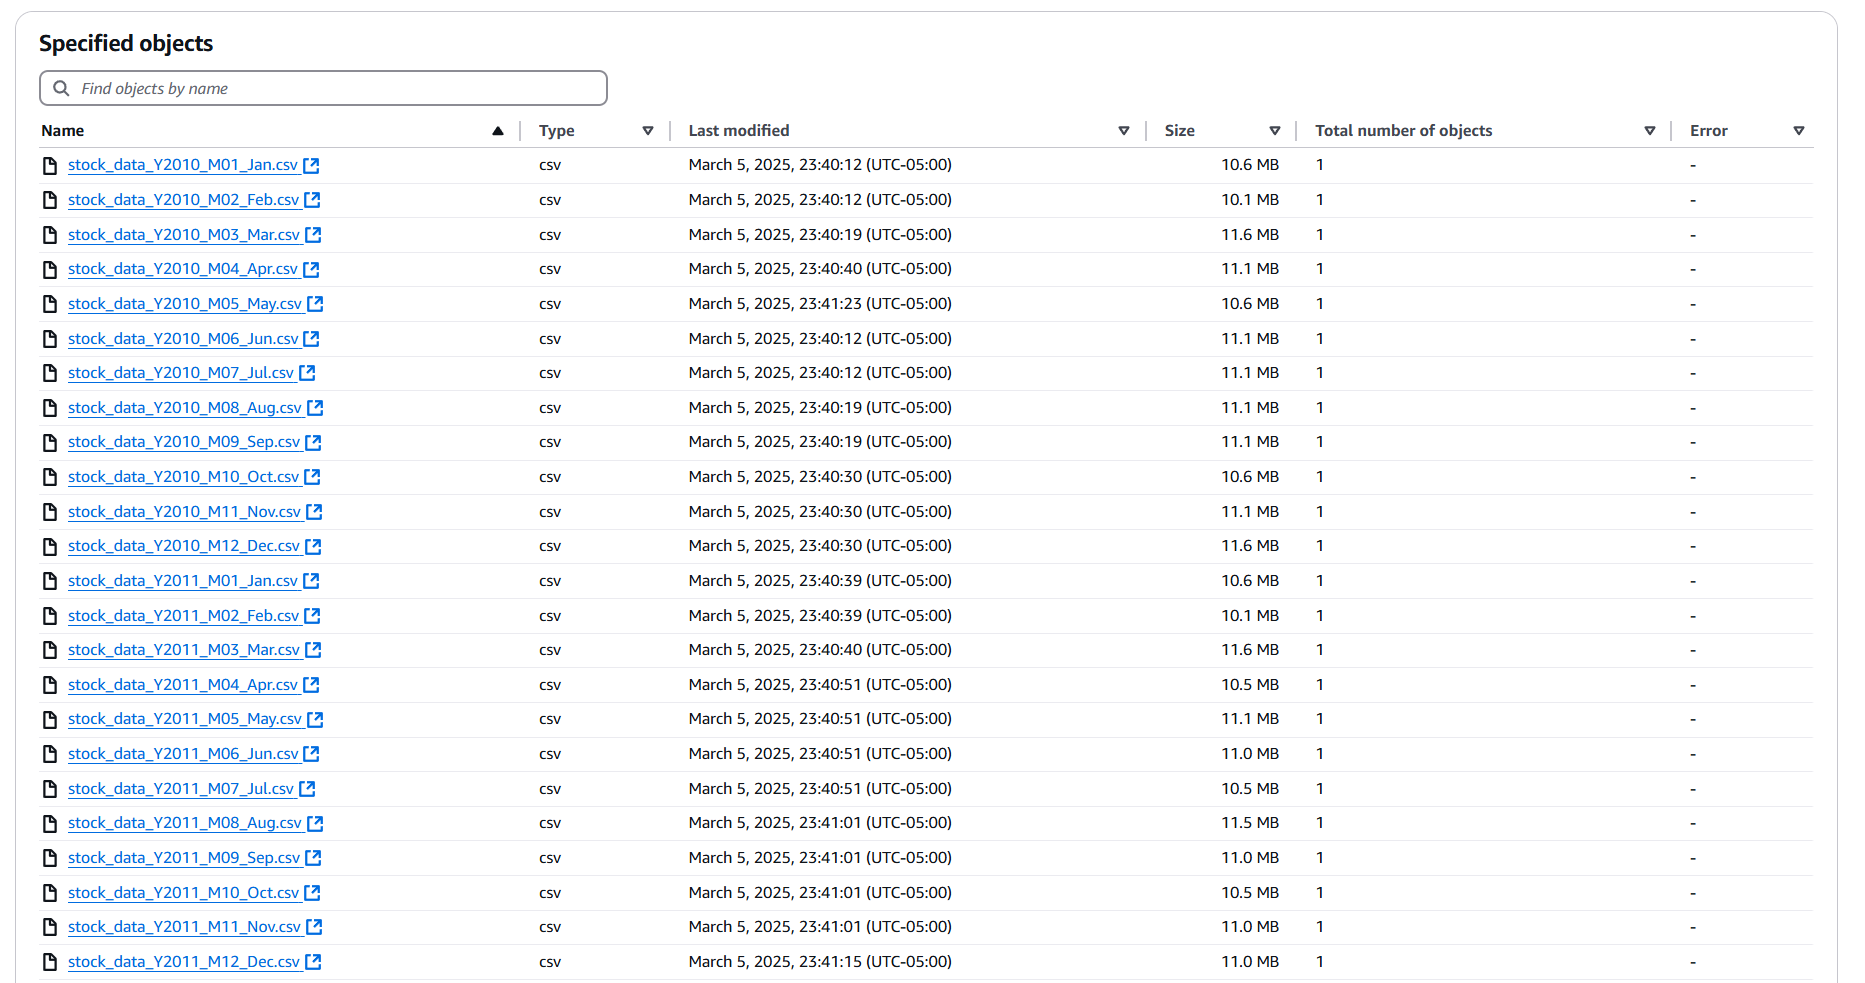 Specified objects
Find objects by name
Name Type Last modified Size Total number of objects Error
stock_data_Y2010_M01_Jan.csv csv March 5, 2025, 23:40:12 (UTC-05:00) 10.6 MB 1 -
stock_data_Y2010_M02_Feb.csv csv March 5, 2025, 23:40:12 (UTC-05:00) 10.1 MB 1 -
stock_data_Y2010_M03_Mar.csv csv March 5, 2025, 23:40:19 (UTC-05:00) 11.6 MB 1 -
stock_data_Y2010_M04_Apr.csv csv March 5, 2025, 23:40:40 (UTC-05:00) 11.1 MB 1 -
stock_data_Y2010_M05_May.csv csv March 5, 2025, 23:41:23 (UTC-05:00) 10.6 MB 1 -
stock_data_Y2010_M06_Jun.csv csv March 5, 2025, 23:40:12 (UTC-05:00) 11.1 MB 1 -
stock_data_Y2010_M07_Jul.csv csv March 5, 2025, 23:40:12 (UTC-05:00) 11.1 MB 1 -
stock_data_Y2010_M08_Aug.csv csv March 5, 2025, 23:40:19 (UTC-05:00) 11.1 MB 1 -
stock_data_Y2010_M09_Sep.csv csv March 5, 2025, 23:40:19 (UTC-05:00) 11.1 MB 1 -
stock_data_Y2010_M10_Oct.csv csv March 5, 2025, 23:40:30 (UTC-05:00) 10.6 MB 1 -
stock_data_Y2010_M11_Nov.csv csv March 5, 2025, 23:40:30 (UTC-05:00) 11.1 MB 1 -
stock_data_Y2010_M12_Dec.csv csv March 5, 2025, 23:40:30 (UTC-05:00) 11.6 MB 1 -
stock_data_Y2011_M01_Jan.csv csv March 5, 2025, 23:40:39 (UTC-05:00) 10.6 MB 1 -
stock_data_Y2011_M02_Feb.csv csv March 5, 2025, 23:40:39 (UTC-05:00) 10.1 MB 1 -
stock_data_Y2011_M03_Mar.csv csv March 5, 2025, 23:40:40 (UTC-05:00) 11.6 MB 1 -
stock_data_Y2011_M04_Apr.csv csv March 5, 2025, 23:40:51 (UTC-05:00) 10.5 MB 1 -
stock_data_Y2011_M05_May.csv csv March 5, 2025, 23:40:51 (UTC-05:00) 11.1 MB 1 -
stock_data_Y2011_M06_Jun.csv csv March 5, 2025, 23:40:51 (UTC-05:00) 11.0 MB 1 -
stock_data_Y2011_M07_Jul.csv csv March 5, 2025, 23:40:51 (UTC-05:00) 10.5 MB 1 -
stock_data_Y2011_M08_Aug.csv csv March 5, 2025, 23:41:01 (UTC-05:00) 11.5 MB 1 -
stock_data_Y2011_M09_Sep.csv csv March 5, 2025, 23:41:01 (UTC-05:00) 11.0 MB 1 -
stock_data_Y2011_M10_Oct.csv csv March 5, 2025, 23:41:01 (UTC-05:00) 10.5 MB 1 -
stock_data_Y2011_M11_Nov.csv csv March 5, 2025, 23:41:01 (UTC-05:00) 11.0 MB 1 -
stock_data_Y2011_M12_Dec.csv csv March 5, 2025, 23:41:15 (UTC-05:00) 11.0 MB 1 -